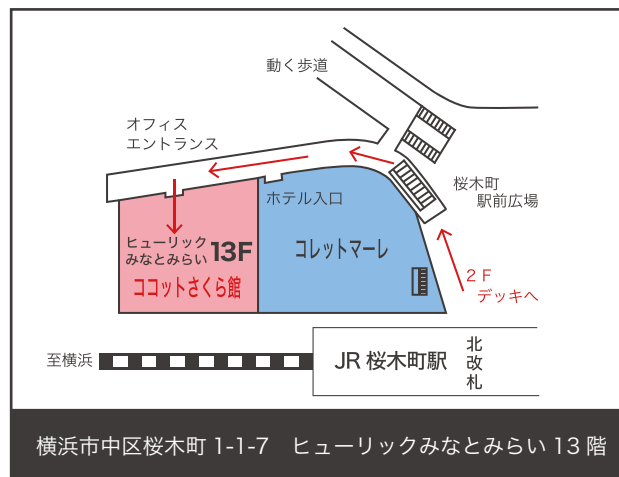 動く歩道
オフィス
エントランス
桜木町
駅前広場
ホテル入口
ヒューリック
みなとみらい
13F
コレットマーレ
ココットさくら館
2F
デッキへ
至横浜
JR 桜木町駅
北改札
横浜市中区桜木町 1-1-7　ヒューリックみなとみらい 13 階